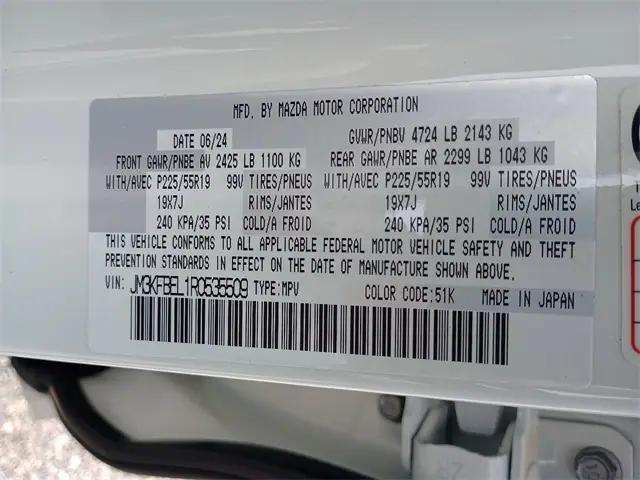 MFD. BY MAZDA MOTOR CORPORATION
DATE 06/24 GVWR/PNBV 4724 LB 2143 KG
FRONT GAWR/PNBE AV 2425 LB 1100 KG REAR GAWR/PNBE AR 2299 LB 1043 KG
WITH/AVEC P225/55R19 99V TIRES/PNEUS WITH/AVEC P225/55R19 99V TIRES/PNEUS
19X7J RIMS/JANTES 19X7J RIMS/JANTES
240 KPA/35 PSI COLD/A FROID 240 KPA/35 PSI COLD/A FROID
THIS VEHICLE CONFORMS TO ALL APPLICABLE FEDERAL MOTOR VEHICLE SAFETY AND THEFT
PREVENTION STANDARDS IN EFFECT ON THE DATE OF MANUFACTURE SHOWN ABOVE.
VIN: JM3KFBEL1R0535509 TYPE:MPV COLOR CODE:51K MADE IN JAPAN